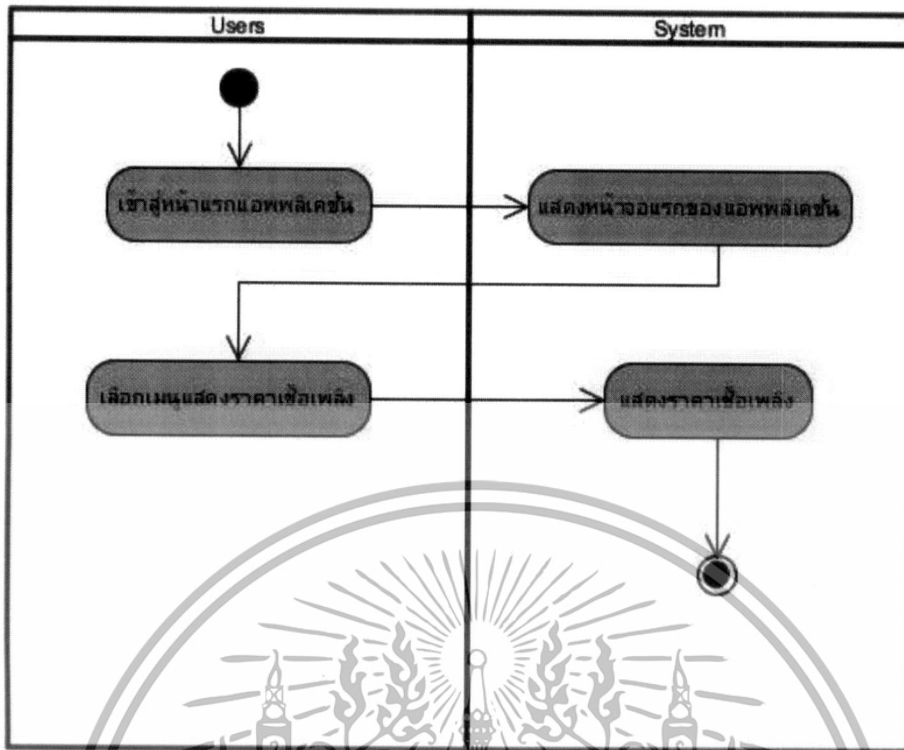 Users
System
เข้าสู่หน้าแรกแอพพลิเคชั่น
แสดงหน้าจอแรกของแอพพลิเคชั่น
เลือกเมนูแสดงราคาเชื้อเพลิง
แสดงราคาเชื้อเพลิง